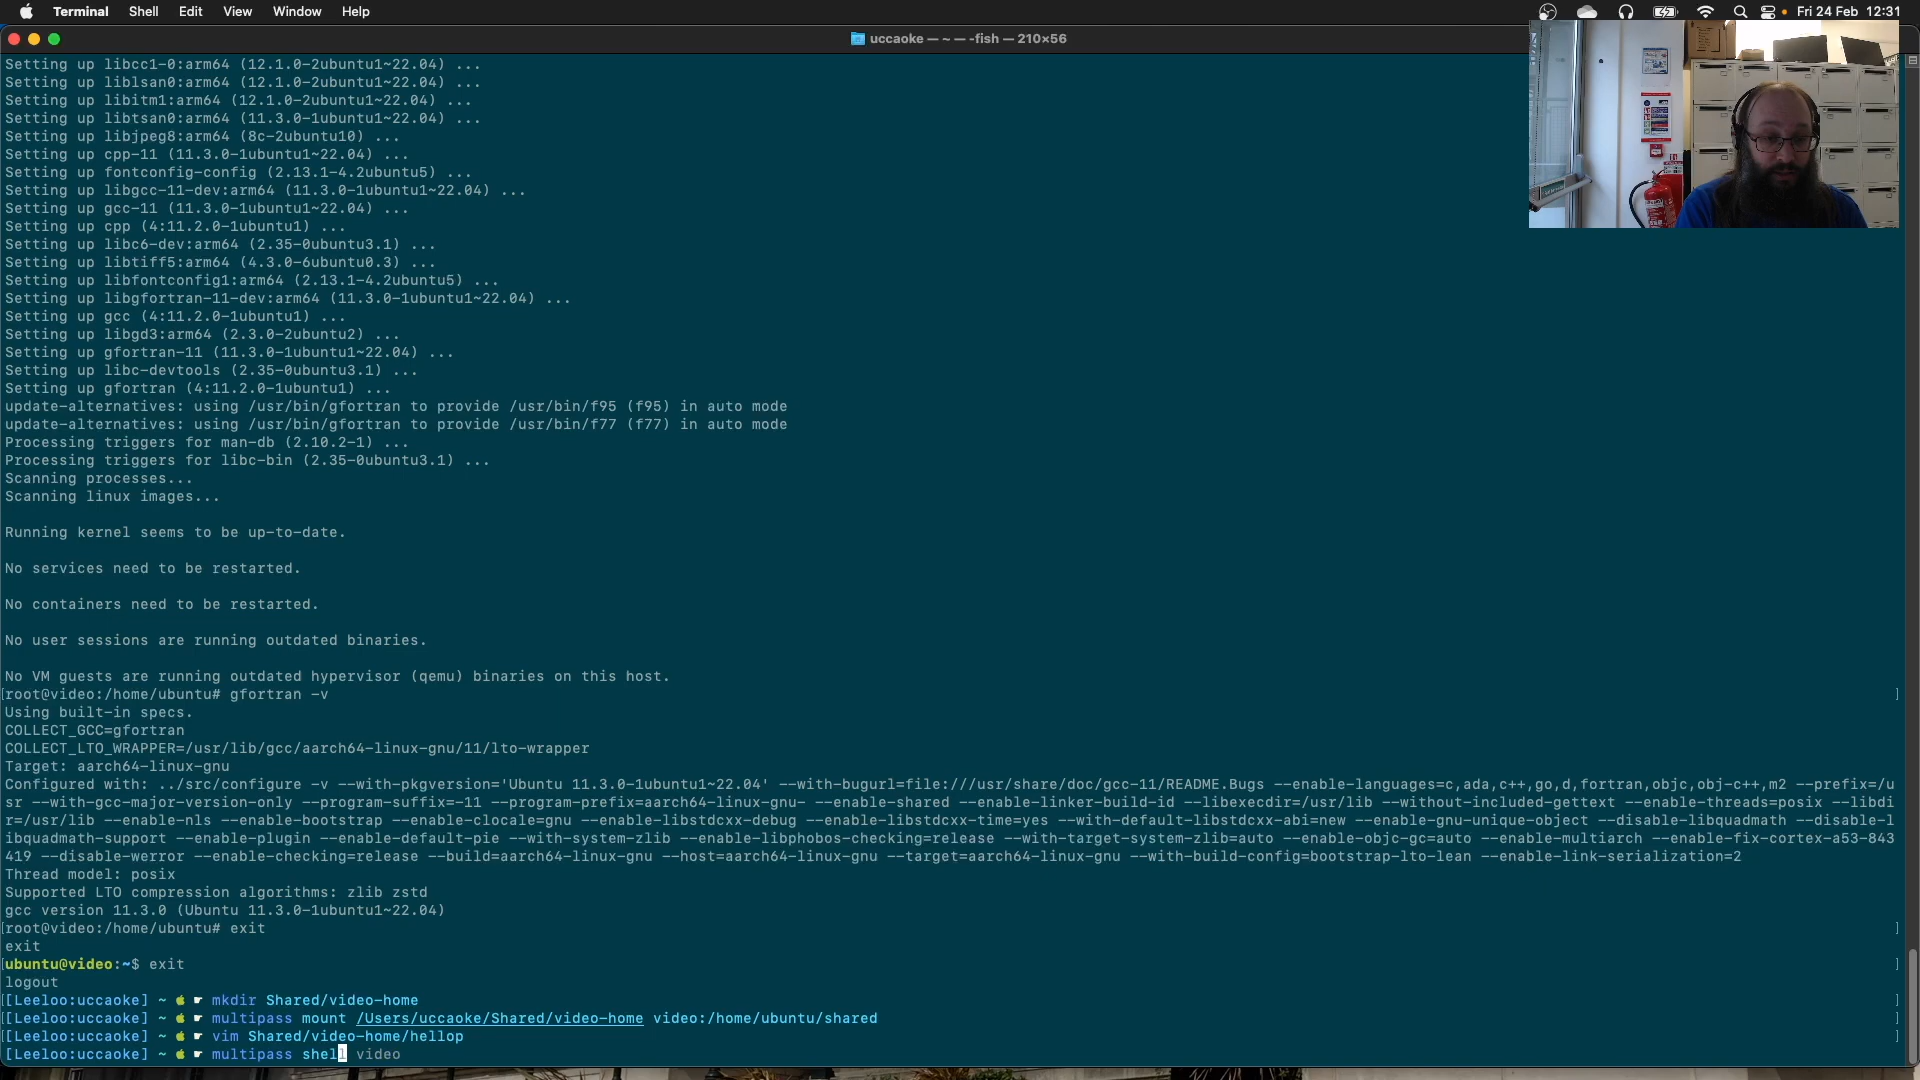 Terminal Shell Edit View Window Help Fri 24 Feb 12:31
uccaoke — ~ — -fish — 210×56
Setting up libcc1-0:arm64 (12.1.0-2ubuntu1~22.04) ...
Setting up liblsan0:arm64 (12.1.0-2ubuntu1~22.04) ...
Setting up libitm1:arm64 (12.1.0-2ubuntu1~22.04) ...
Setting up libtsan0:arm64 (11.3.0-1ubuntu1~22.04) ...
Setting up libjpeg8:arm64 (8c-2ubuntu10) ...
Setting up cpp-11 (11.3.0-1ubuntu1~22.04) ...
Setting up fontconfig-config (2.13.1-4.2ubuntu5) ...
Setting up libgcc-11-dev:arm64 (11.3.0-1ubuntu1~22.04) ...
Setting up gcc-11 (11.3.0-1ubuntu1~22.04) ...
Setting up cpp (4:11.2.0-1ubuntu1) ...
Setting up libc6-dev:arm64 (2.35-0ubuntu3.1) ...
Setting up libtiff5:arm64 (4.3.0-6ubuntu0.3) ...
Setting up libfontconfig1:arm64 (2.13.1-4.2ubuntu5) ...
Setting up libgfortran-11-dev:arm64 (11.3.0-1ubuntu1~22.04) ...
Setting up gcc (4:11.2.0-1ubuntu1) ...
Setting up libgd3:arm64 (2.3.0-2ubuntu2) ...
Setting up gfortran-11 (11.3.0-1ubuntu1~22.04) ...
Setting up libc-devtools (2.35-0ubuntu3.1) ...
Setting up gfortran (4:11.2.0-1ubuntu1) ...
update-alternatives: using /usr/bin/gfortran to provide /usr/bin/f95 (f95) in auto mode
update-alternatives: using /usr/bin/gfortran to provide /usr/bin/f77 (f77) in auto mode
Processing triggers for man-db (2.10.2-1) ...
Processing triggers for libc-bin (2.35-0ubuntu3.1) ...
Scanning processes...
Scanning linux images...
Running kernel seems to be up-to-date.
No services need to be restarted.
No containers need to be restarted.
No user sessions are running outdated binaries.
No VM guests are running outdated hypervisor (qemu) binaries on this host.
[root@video:/home/ubuntu# gfortran -v ]
Using built-in specs.
COLLECT_GCC=gfortran
COLLECT_LTO_WRAPPER=/usr/lib/gcc/aarch64-linux-gnu/11/lto-wrapper
Target: aarch64-linux-gnu
Configured with: ../src/configure -v --with-pkgversion='Ubuntu 11.3.0-1ubuntu1~22.04' --with-bugurl=file:///usr/share/doc/gcc-11/README.Bugs --enable-languages=c,ada,c++,go,d,fortran,objc,obj-c++,m2 --prefix=/u
sr --with-gcc-major-version-only --program-suffix=-11 --program-prefix=aarch64-linux-gnu- --enable-shared --enable-linker-build-id --libexecdir=/usr/lib --without-included-gettext --enable-threads=posix --libdi
r=/usr/lib --enable-nls --enable-bootstrap --enable-clocale=gnu --enable-libstdcxx-debug --enable-libstdcxx-time=yes --with-default-libstdcxx-abi=new --enable-gnu-unique-object --disable-libquadmath --disable-l
ibquadmath-support --enable-plugin --enable-default-pie --with-system-zlib --enable-libphobos-checking=release --with-target-system-zlib=auto --enable-objc-gc=auto --enable-multiarch --enable-fix-cortex-a53-843
419 --disable-werror --enable-checking=release --build=aarch64-linux-gnu --host=aarch64-linux-gnu --target=aarch64-linux-gnu --with-build-config=bootstrap-lto-lean --enable-link-serialization=2
Thread model: posix
Supported LTO compression algorithms: zlib zstd
gcc version 11.3.0 (Ubuntu 11.3.0-1ubuntu1~22.04)
[root@video:/home/ubuntu# exit ]
exit
[ubuntu@video:~$ exit ]
logout
[[Leeloo:uccaoke] ~ ☛ mkdir Shared/video-home ]
[[Leeloo:uccaoke] ~ ☛ multipass mount /Users/uccaoke/Shared/video-home video:/home/ubuntu/shared ]
[[Leeloo:uccaoke] ~ ☛ vim Shared/video-home/hellop ]
[Leeloo:uccaoke] ~ ☛ multipass shell video